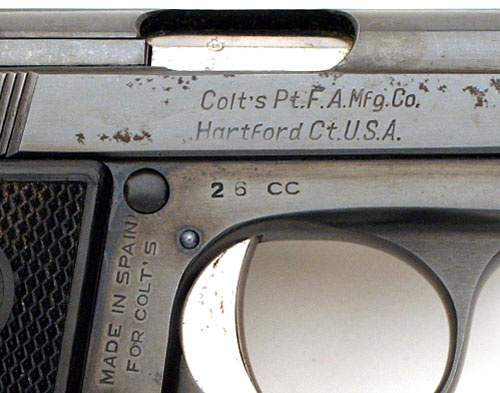 Colt's Pt.F.A.Mfg.Co.
Hartford Ct.U.S.A.
26 CC
MADE IN SPAIN
FOR COLT'S